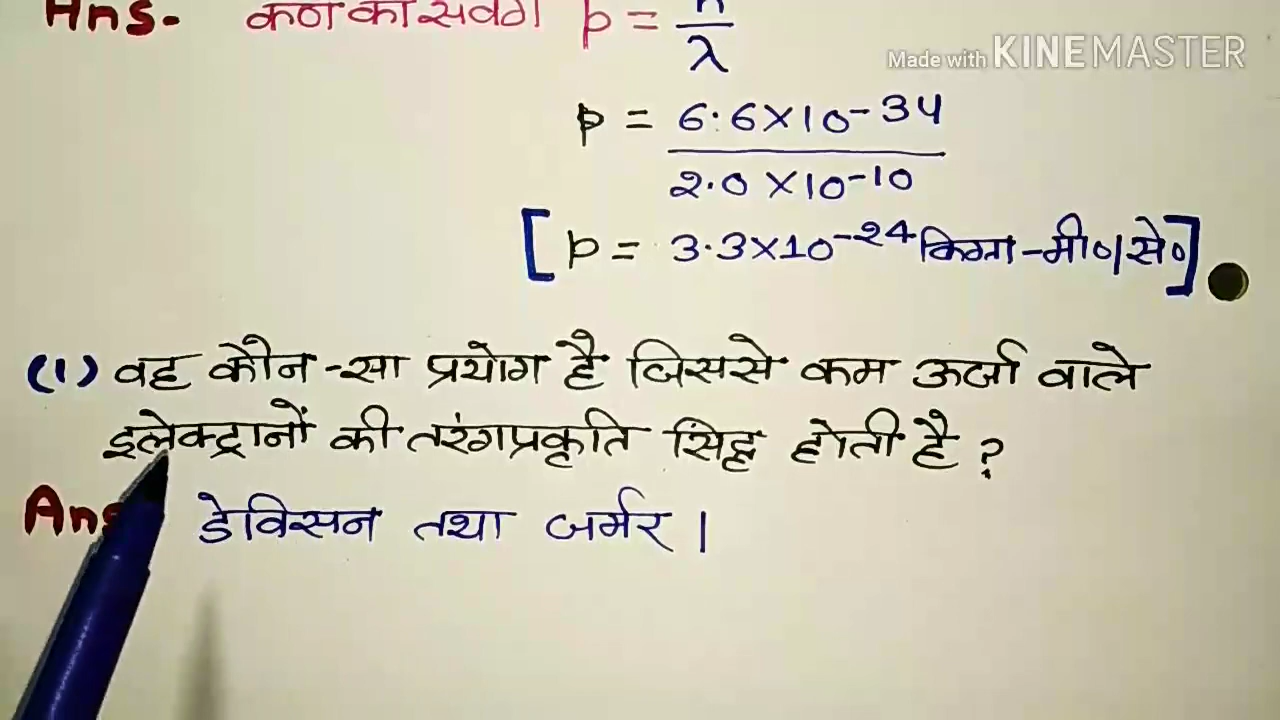 Ans. कण का संवेग p = h/λ
Made with KINEMASTER
p = 6.6×10-34
2.0×10-10
[p = 3.3×10-24 किग्रा-मी०/से०]
(1) वह कौन-सा प्रयोग है जिससे कम ऊर्जा वाले
इलेक्ट्रानों की तरंगप्रकृति सिद्ध होती है ?
Ans डेविसन तथा जर्मर ।